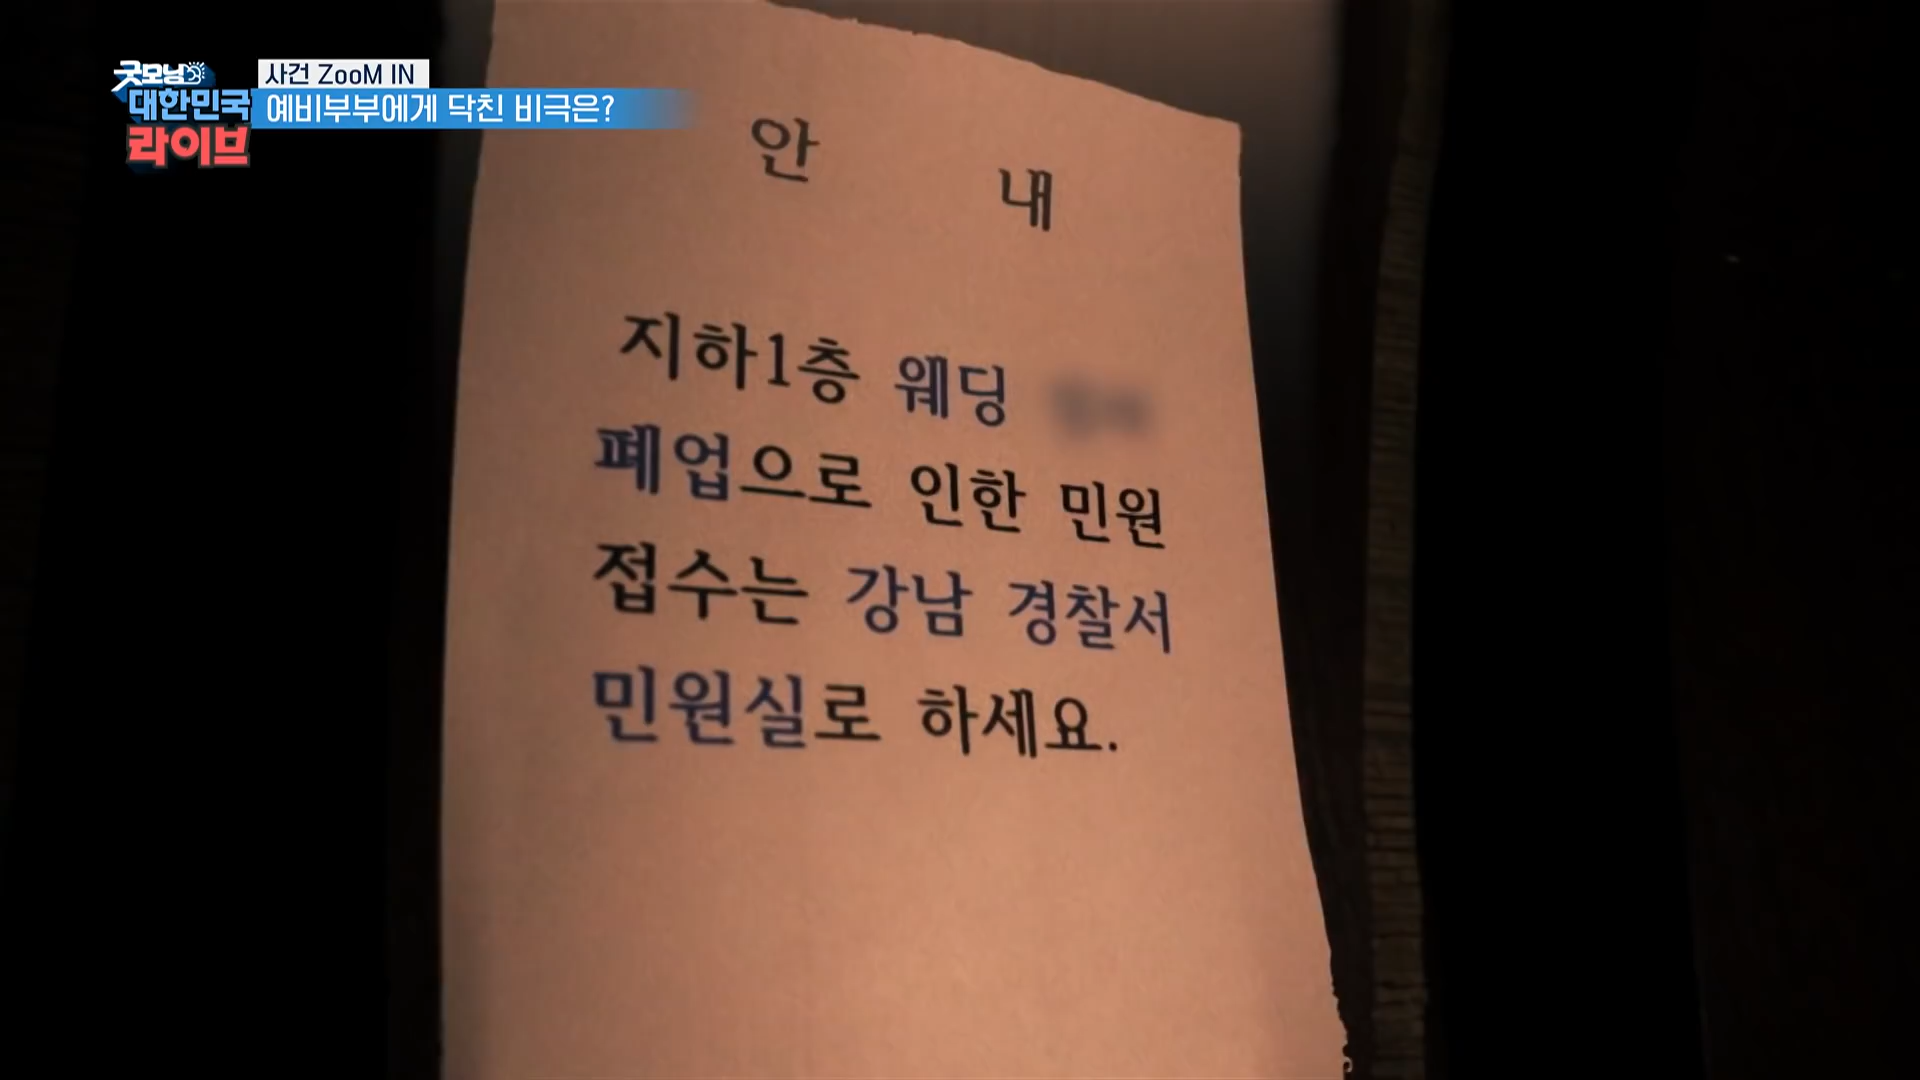 굿모닝
대한민국
라이브
사건 ZooM IN
예비부부에게 닥친 비극은?
안 내
지하1층 웨딩
폐업으로 인한 민원
접수는 강남 경찰서
민원실로 하세요.